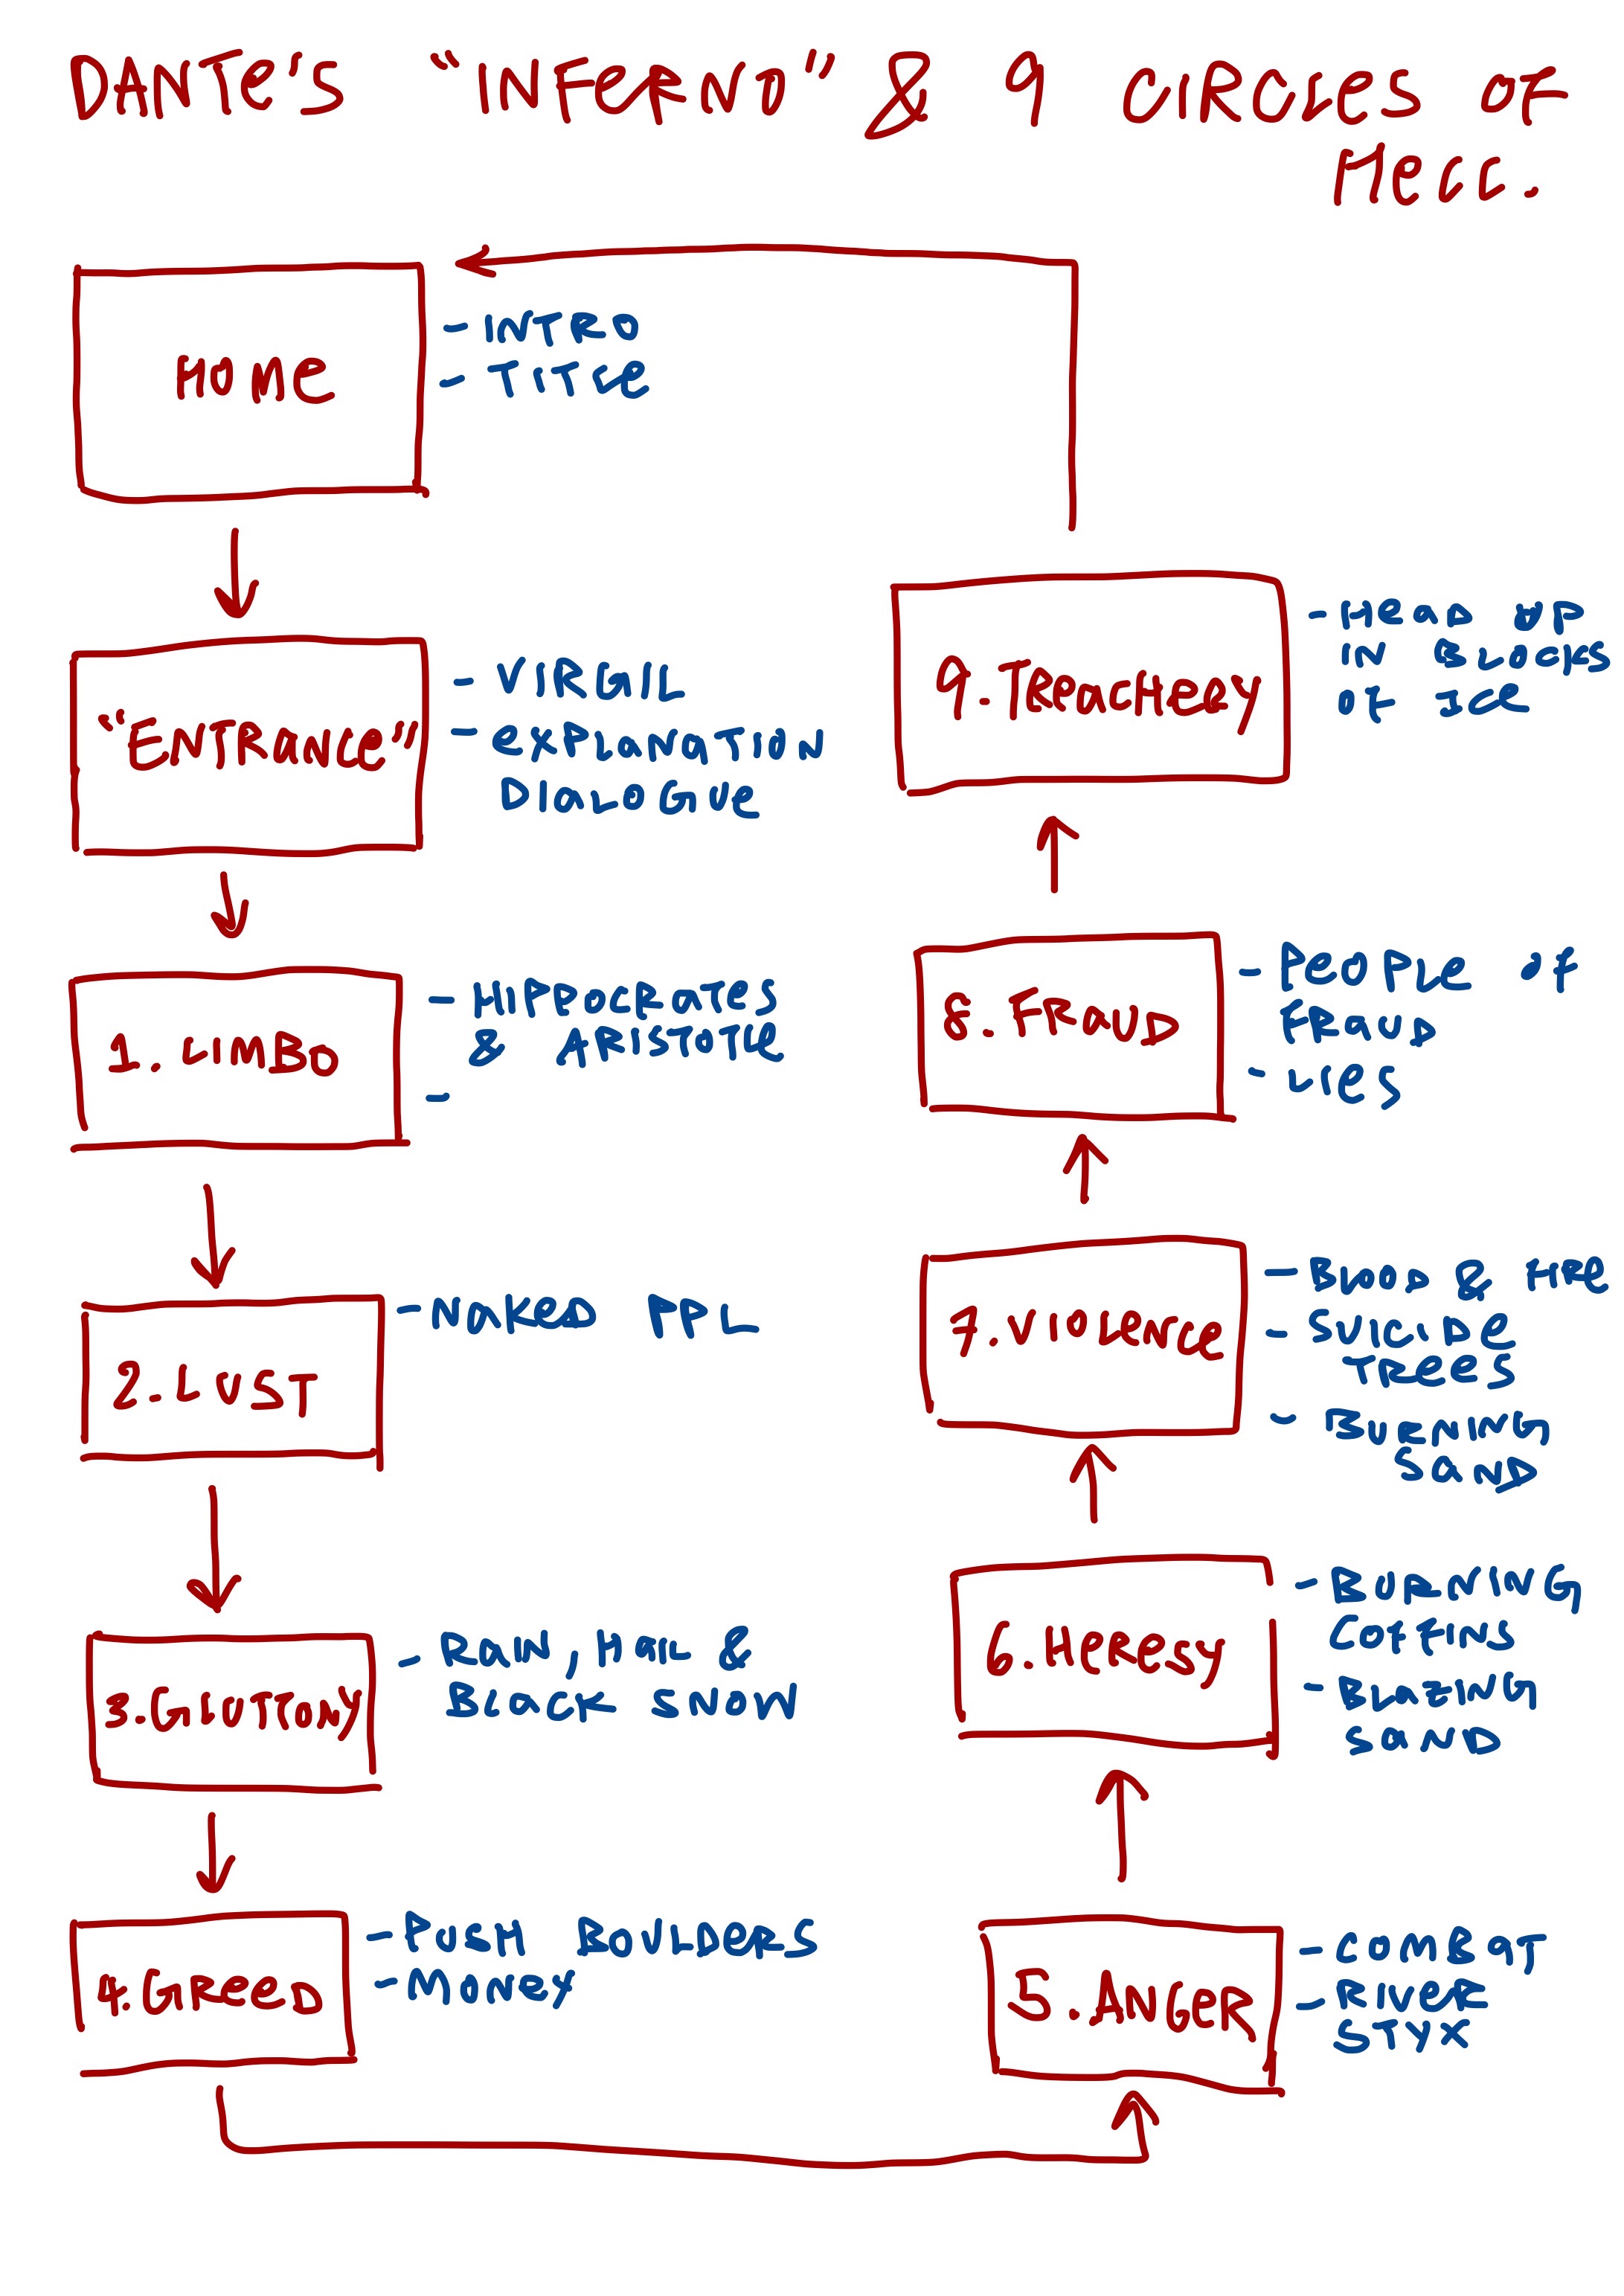 DANTe's "INFeRNO" & 9 CIRCLES OF
HeLL.
HOMe
- INTRO
- TITLe
"ENTRance"
- VIRGIL
- exPLaNaTION
DIaLOGUe
1. LIMBO
- HIPPOCRATES
& ARISTOTLe
-
2. LUST
- NaKeD PPL
3. GLUTTONy
- RaIN, HaIL &
BLaCK SNOW
4. GReeD
- PUSH BOULDERS
- MONey
5. ANGeR
- COMBaT
- RIVeR
STYX
6. HeResy
- BURNING
COFFINS
- BLaZING
SaND
7. VIOLeNCe
- BLOOD & FIRe
- SUICIDe
TReeS
- BURNING
SaND
8. FRaUD
- PeOPLe OF
FRaUD
- LIeS
9. TReaCHeRy
- HeaD UP
IN BLOCKS
OF ICe